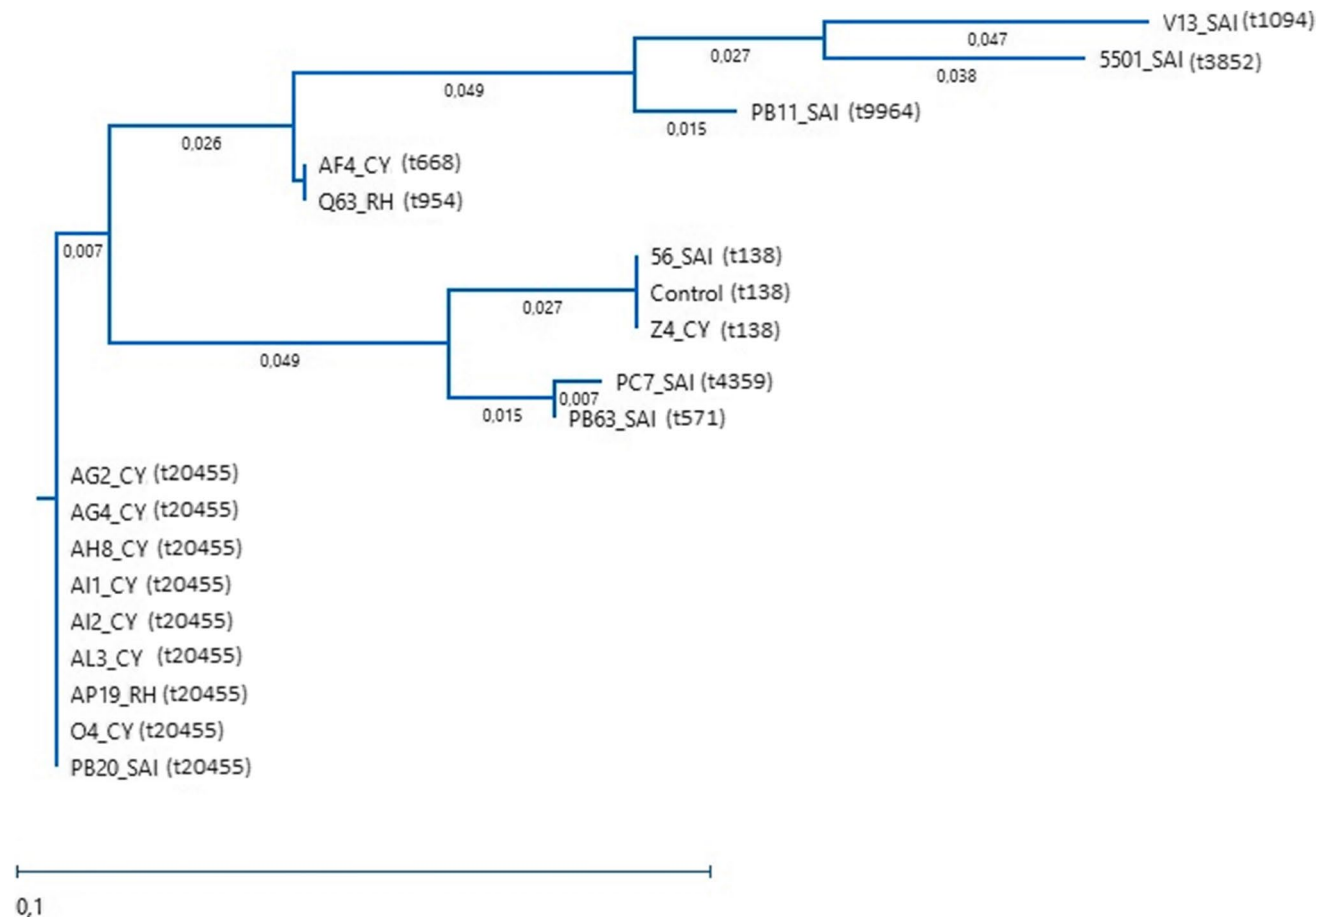 V13_SAI (t1094)
0,047
0,027
5501_SAI (t3852)
0,038
0,049
PB11_SAI (t9964)
0,015
0,026
AF4_CY (t668)
Q63_RH (t954)
0,007
56_SAI (t138)
Control (t138)
0,027
Z4_CY (t138)
0,049
PC7_SAI (t4359)
0,007
0,015
PB63_SAI (t571)
AG2_CY (t20455)
AG4_CY (t20455)
AH8_CY (t20455)
AI1_CY (t20455)
AI2_CY (t20455)
AL3_CY (t20455)
AP19_RH (t20455)
O4_CY (t20455)
PB20_SAI (t20455)
0,1